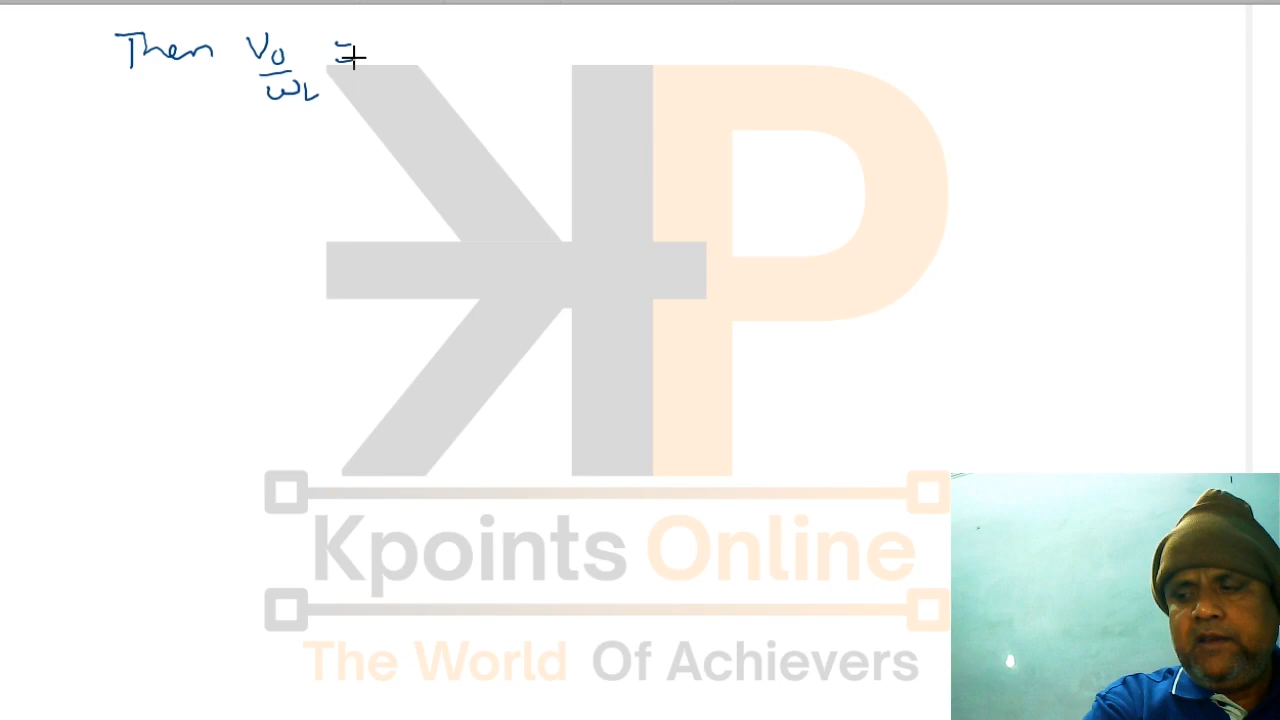 Then V0 =
ωL
Kpoints Online
The World Of Achievers